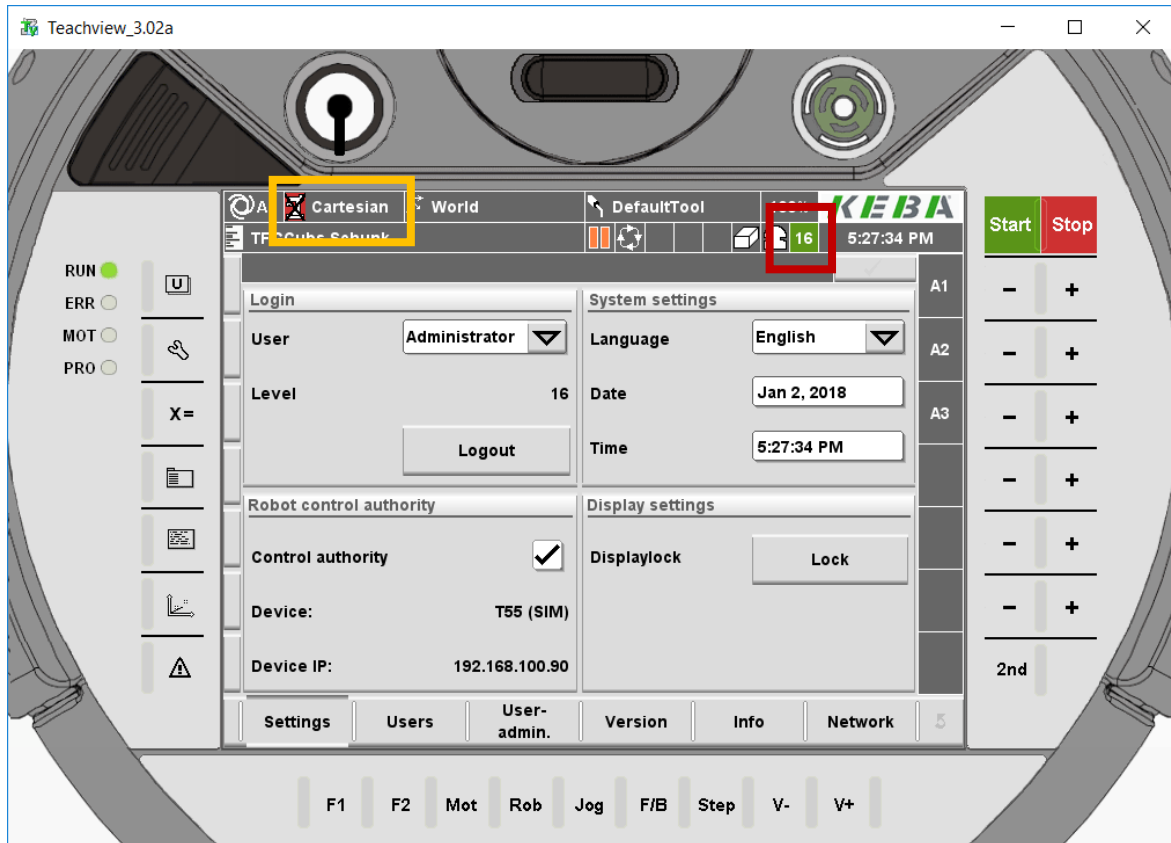 Teachview_3.02a
A Cartesian World DefaultTool KEBA
16 5:27:34 PM
Start Stop
RUN
ERR
MOT
PRO
U
X=
Login
User Administrator
Level 16
Logout
System settings
Language English
Date Jan 2, 2018
Time 5:27:34 PM
Robot control authority
Control authority
Device: T55 (SIM)
Device IP: 192.168.100.90
Display settings
Displaylock Lock
A1
A2
A3
- +
- +
- +
- +
- +
- +
2nd
Settings Users User-admin. Version Info Network
F1 F2 Mot Rob Jog F/B Step V- V+